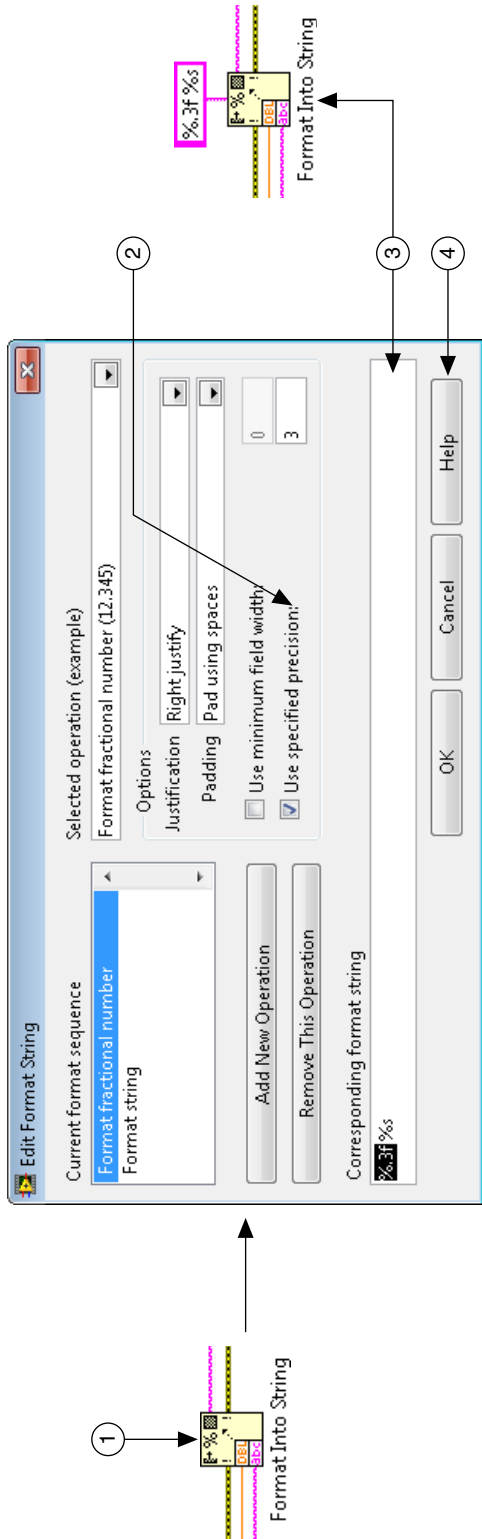 1
% 
DBL
abc
Format Into String
Edit Format String
Current format sequence
Format fractional number
Format string
Add New Operation
Remove This Operation
Selected operation (example)
Format fractional number (12.345)
Options
Justification Right justify
Padding Pad using spaces
Use minimum field width: 0
Use specified precision: 3
Corresponding format string
%.3f %s
OK Cancel Help
2
3
4
%.3f %s
%
DBL
abc
Format Into String